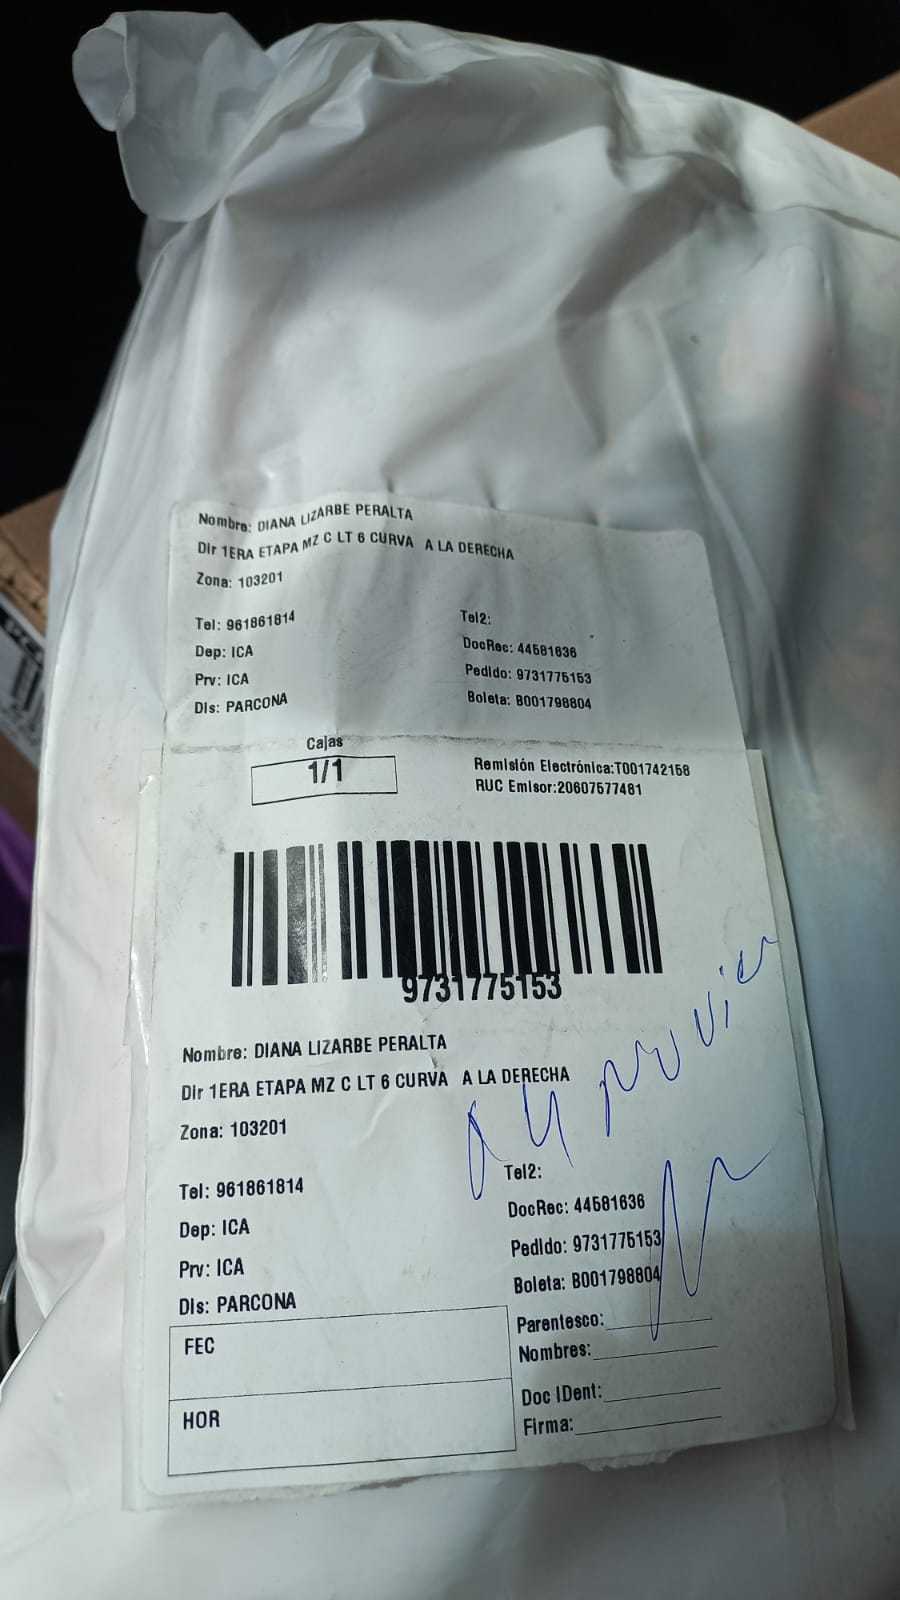 Nombre: DIANA LIZARBE PERALTA
Dir 1ERA ETAPA MZ C LT 6 CURVA A LA DERECHA
Zona: 103201
Tel: 961861814 Tel2:
Dep: ICA DocRec: 44581636
Prv: ICA Pedido: 9731775153
Dis: PARCONA Boleta: B001798804
Cajas
1/1
Remisión Electrónica:T001742158
RUC Emisor:20607577481
9731775153
Nombre: DIANA LIZARBE PERALTA
Dir 1ERA ETAPA MZ C LT 6 CURVA A LA DERECHA
Zona: 103201
Tel: 961861814 Tel2:
Dep: ICA DocRec: 44581636
Prv: ICA Pedido: 9731775153
Dis: PARCONA Boleta: B001798804
FEC
HOR
Parentesco:
Nombres:
Doc IDent:
Firma: